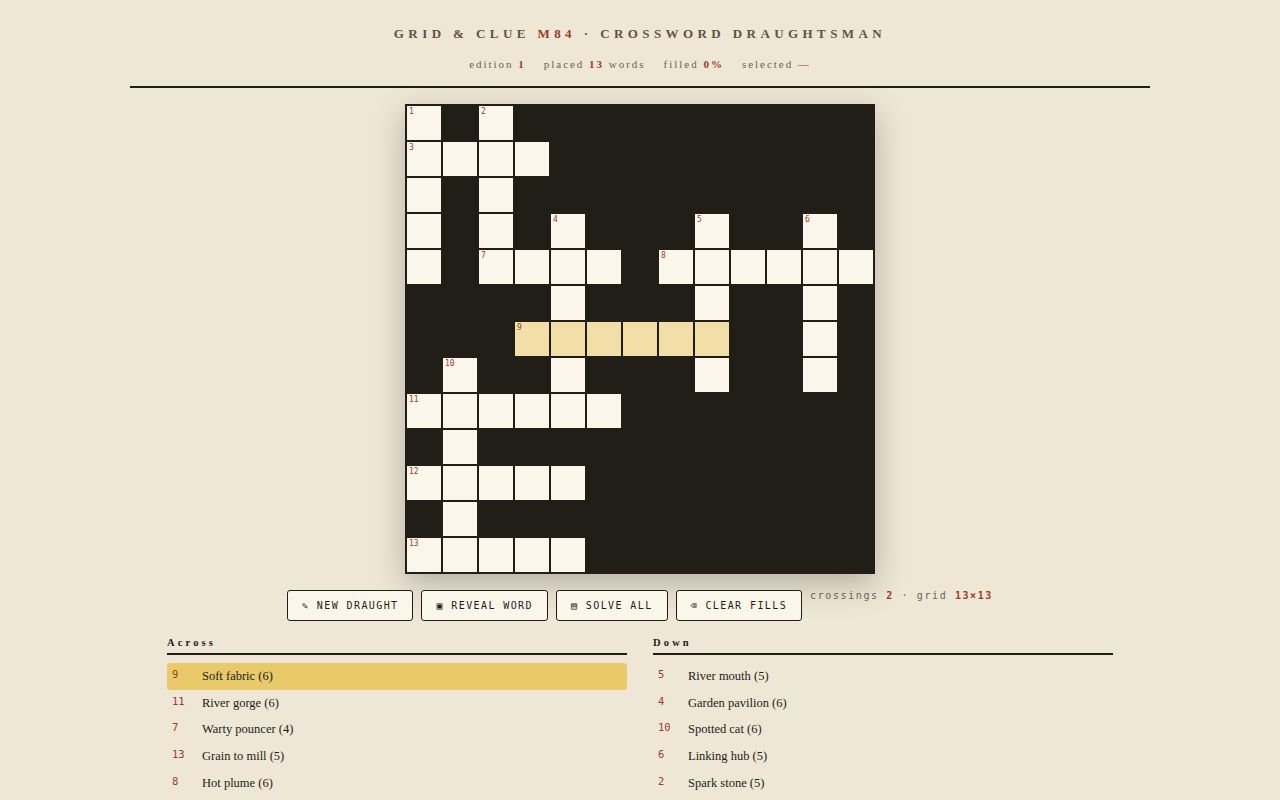 GRID & CLUE M84 · CROSSWORD DRAUGHTSMAN
edition 1 placed 13 words filled 0% selected —
1 2
3
4 5 6
7 8
9
10
11
12
13
✎ NEW DRAUGHT ▣ REVEAL WORD ▤ SOLVE ALL ⌫ CLEAR FILLS crossings 2 · grid 13×13
Across
9 Soft fabric (6)
11 River gorge (6)
7 Warty pouncer (4)
13 Grain to mill (5)
8 Hot plume (6)
Down
5 River mouth (5)
4 Garden pavilion (6)
10 Spotted cat (6)
6 Linking hub (5)
2 Spark stone (5)